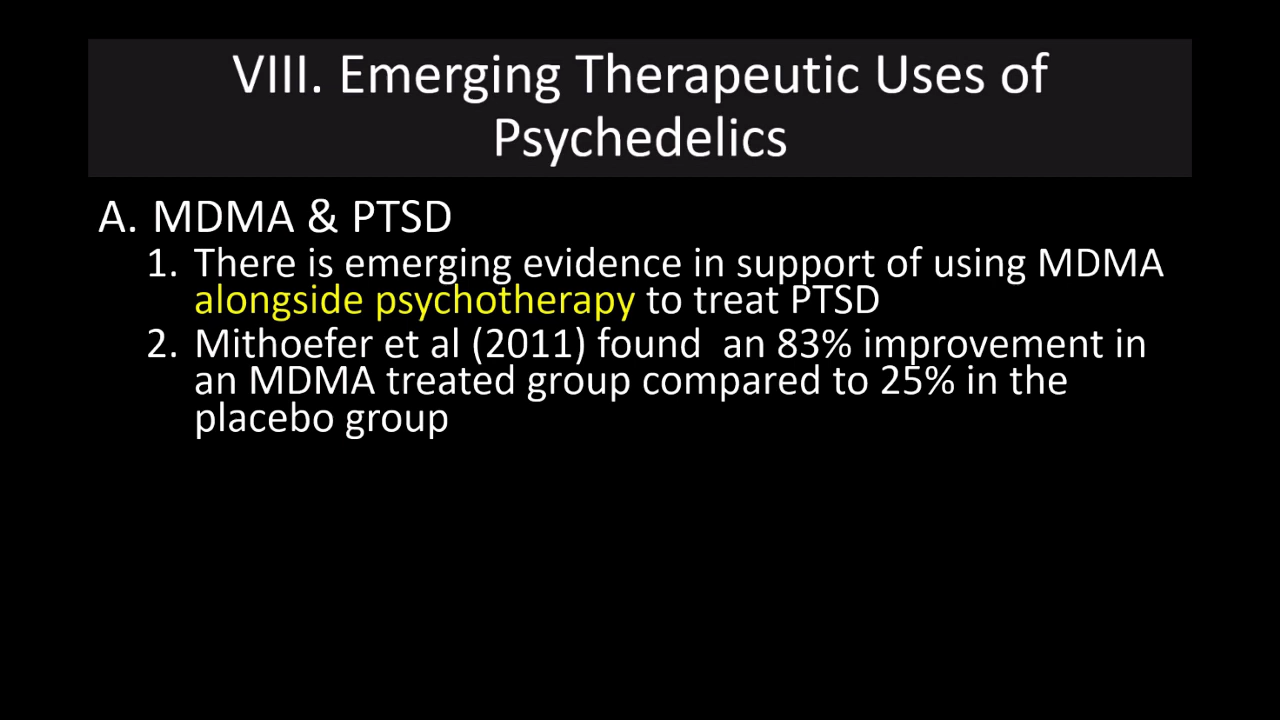 VIII. Emerging Therapeutic Uses of
Psychedelics
A. MDMA & PTSD
1. There is emerging evidence in support of using MDMA
alongside psychotherapy to treat PTSD
2. Mithoefer et al (2011) found  an 83% improvement in
an MDMA treated group compared to 25% in the
placebo group